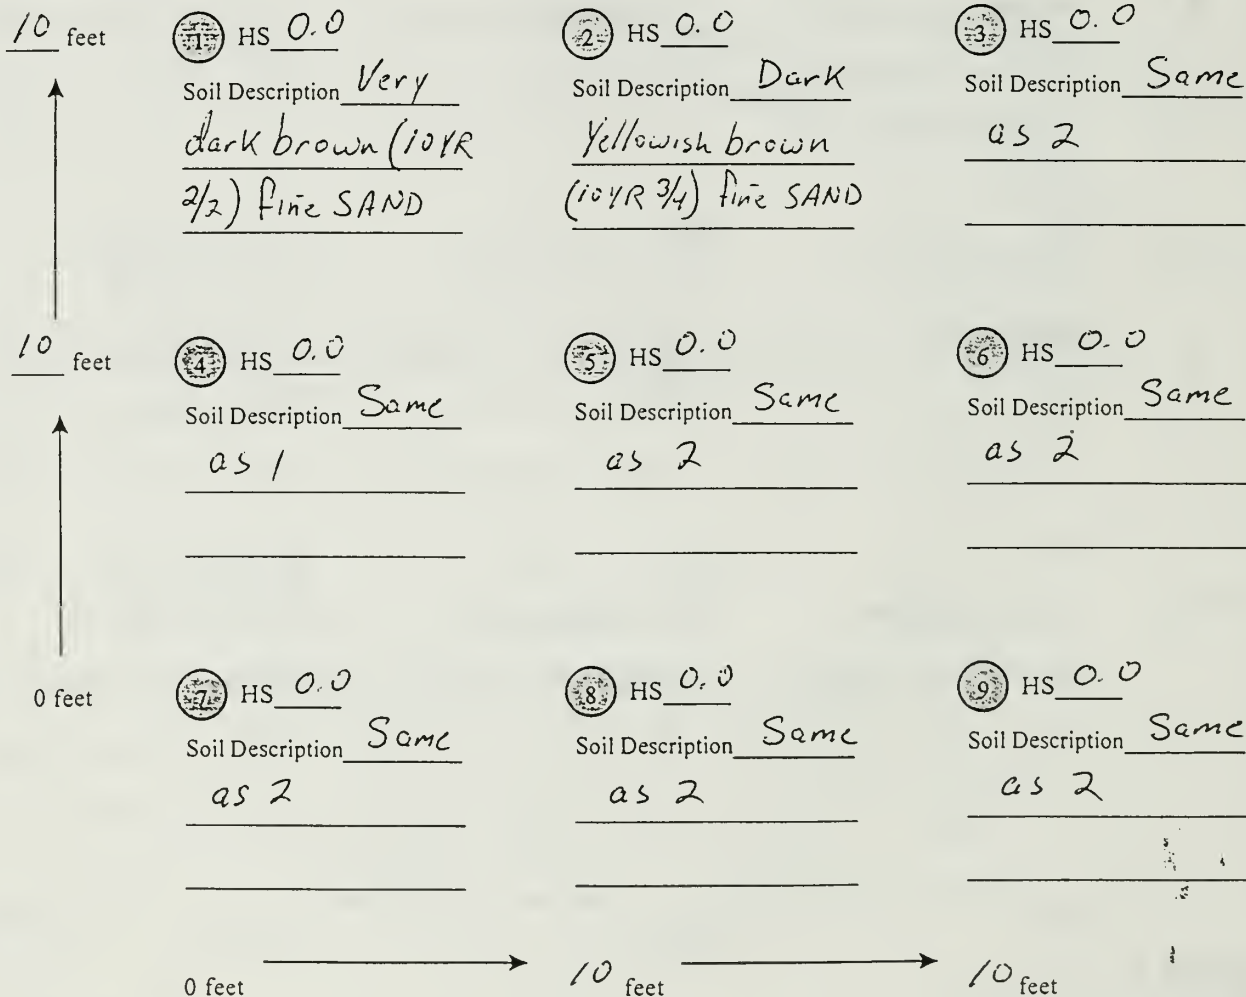 10 feet
1 HS 0.0
Soil Description Very
dark brown (10YR
2/2) fine SAND
2 HS 0.0
Soil Description Dark
Yellowish brown
(10YR 3/4) fine SAND
3 HS 0.0
Soil Description Same
as 2
10 feet
4 HS 0.0
Soil Description Same
as 1
5 HS 0.0
Soil Description Same
as 2
6 HS 0.0
Soil Description Same
as 2
0 feet
7 HS 0.0
Soil Description Same
as 2
8 HS 0.0
Soil Description Same
as 2
9 HS 0.0
Soil Description Same
as 2
0 feet
10 feet
10 feet